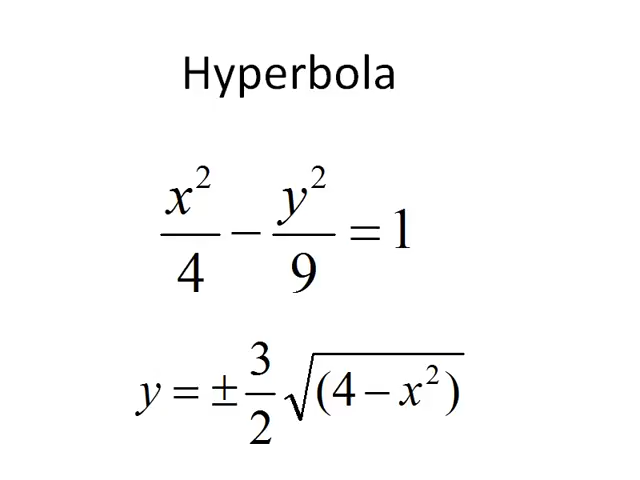 Hyperbola
x²/4 − y²/9 = 1
y = ± 3/2 √(4 − x²)